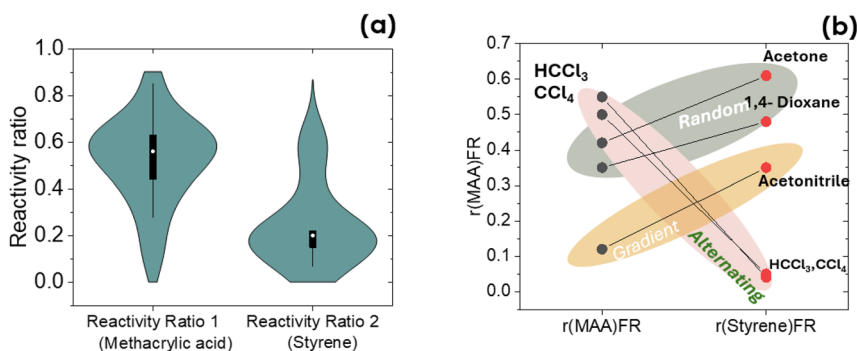 (a)
Reactivity ratio
1.0
0.8
0.6
0.4
0.2
0.0
Reactivity Ratio 1
(Methacrylic acid)
Reactivity Ratio 2
(Styrene)
(b)
r(MAA)FR
0.7
0.6
0.5
0.4
0.3
0.2
0.1
0.0
HCCl3
CCl4
Acetone
1,4- Dioxane
Random
Acetonitrile
Gradient
Alternating
HCCl3,CCl4
r(MAA)FR
r(Styrene)FR